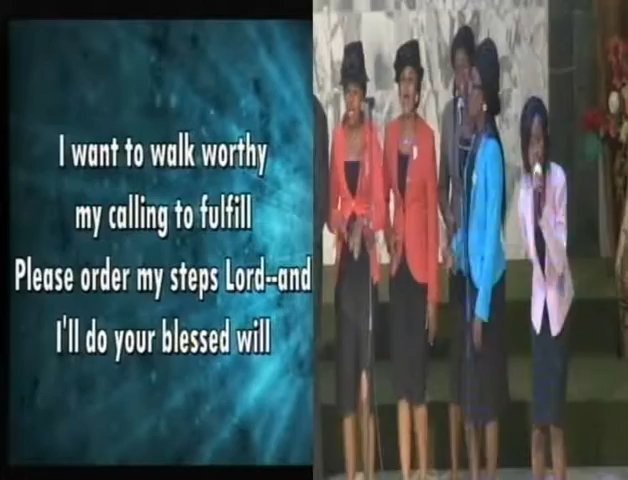 I want to walk worthy
my calling to fulfill
Please order my steps Lord--and
I'll do your blessed will